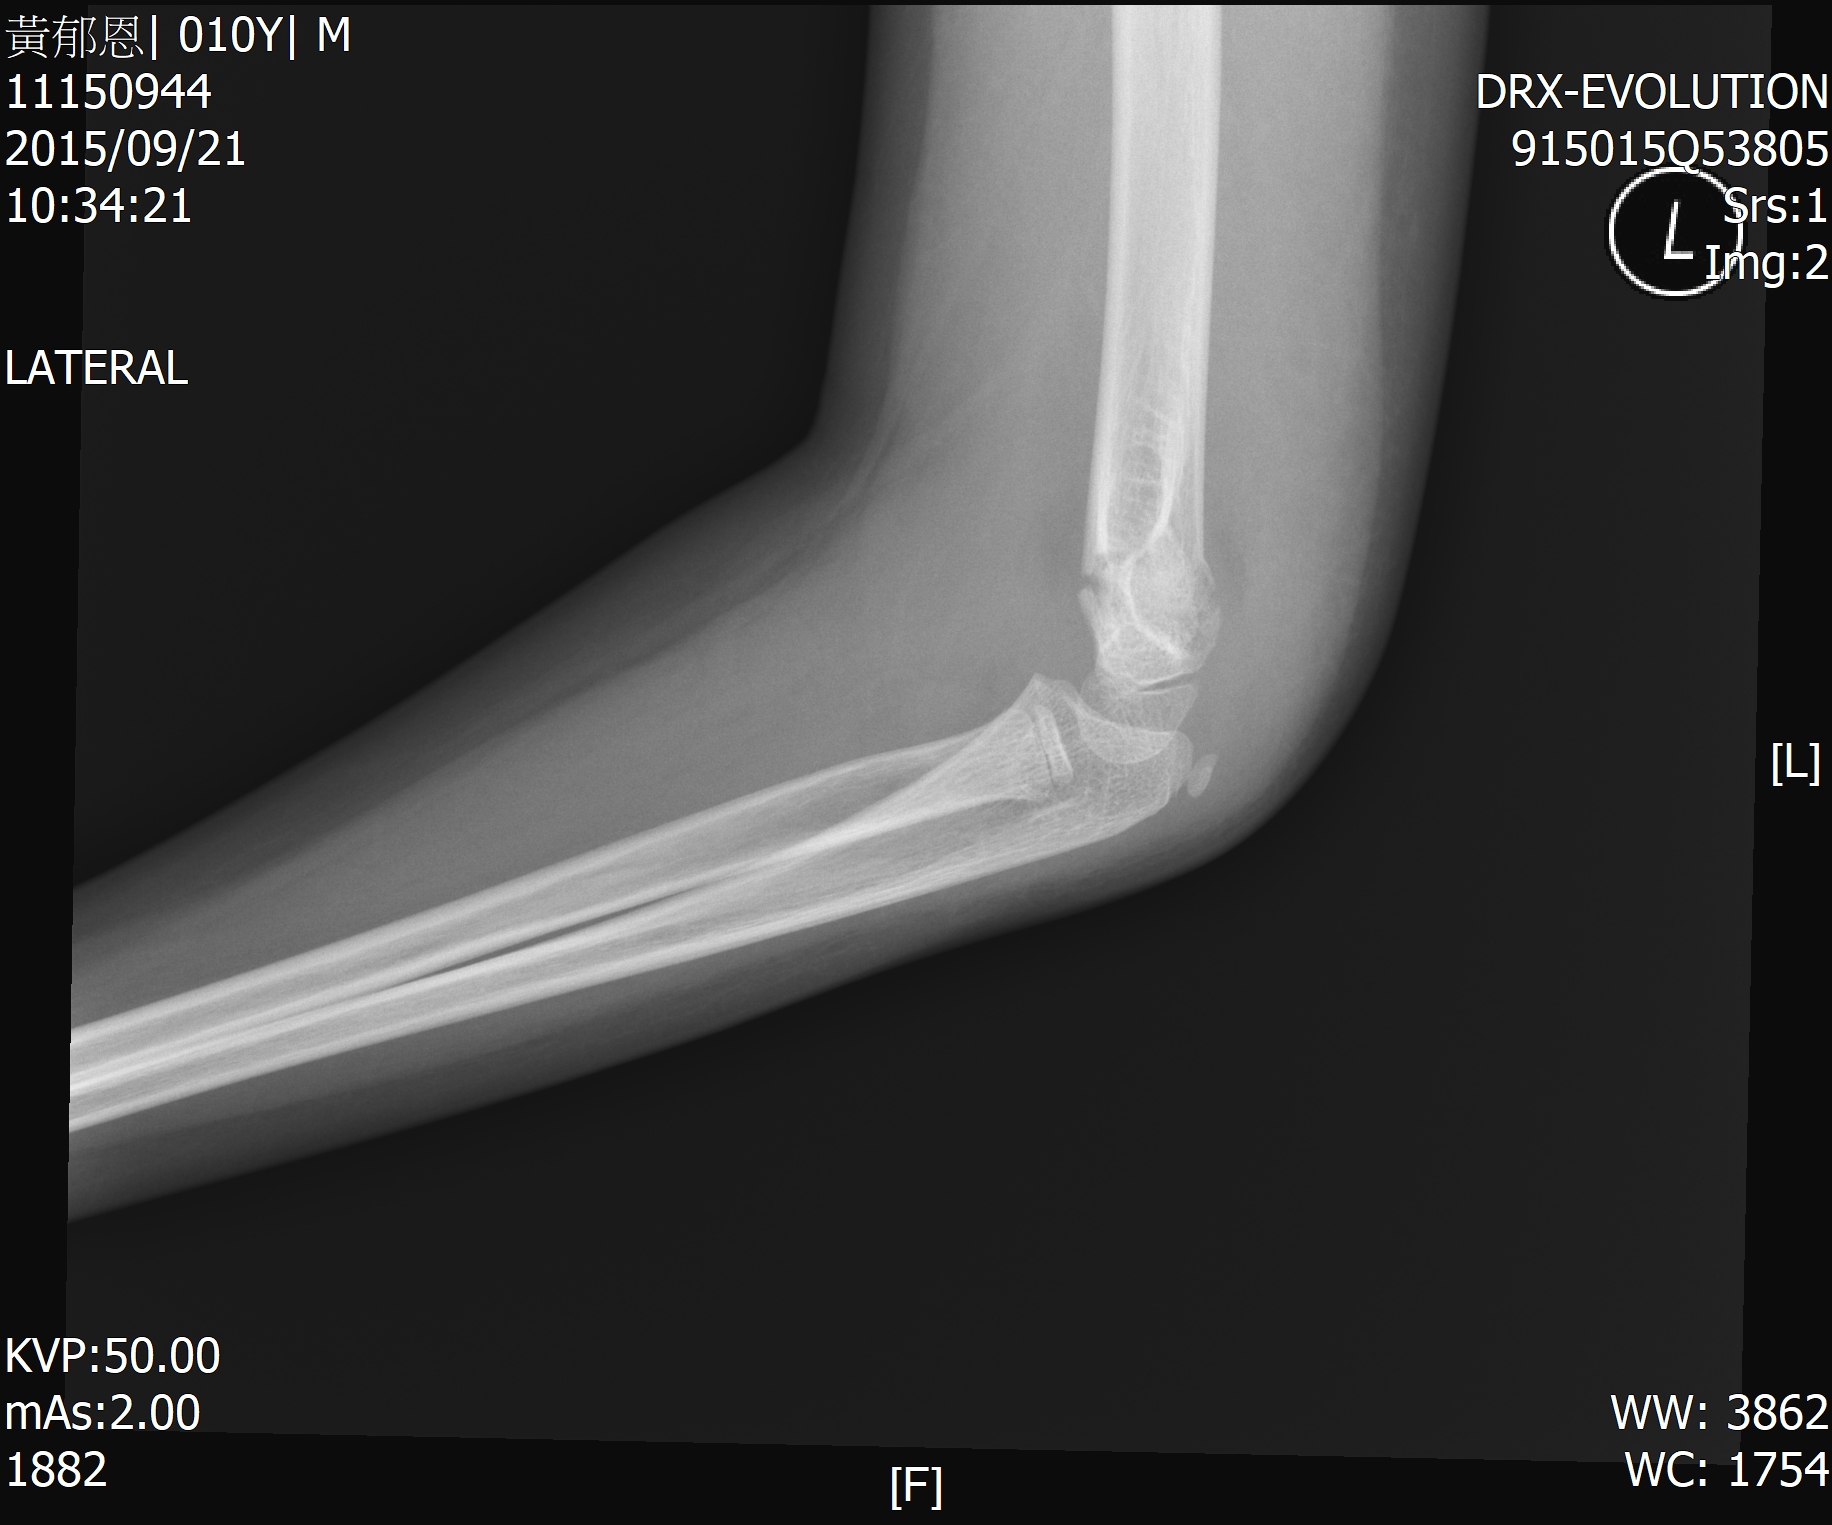 黃郁恩| 010Y| M
11150944
2015/09/21
10:34:21
LATERAL
DRX-EVOLUTION
915015Q53805
Srs:1
L
Img:2
[L]
KVP:50.00
mAs:2.00
1882
[F]
WW: 3862
WC: 1754